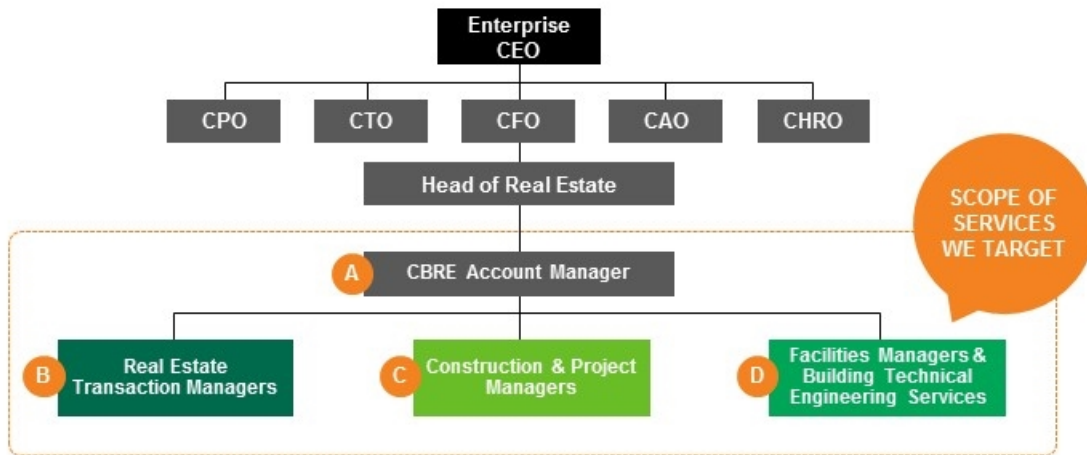 Enterprise
CEO
CPO
CTO
CFO
CAO
CHRO
Head of Real Estate
SCOPE OF
SERVICES
WE TARGET
A
CBRE Account Manager
B
Real Estate
Transaction Managers
C
Construction & Project
Managers
D
Facilities Managers &
Building Technical
Engineering Services